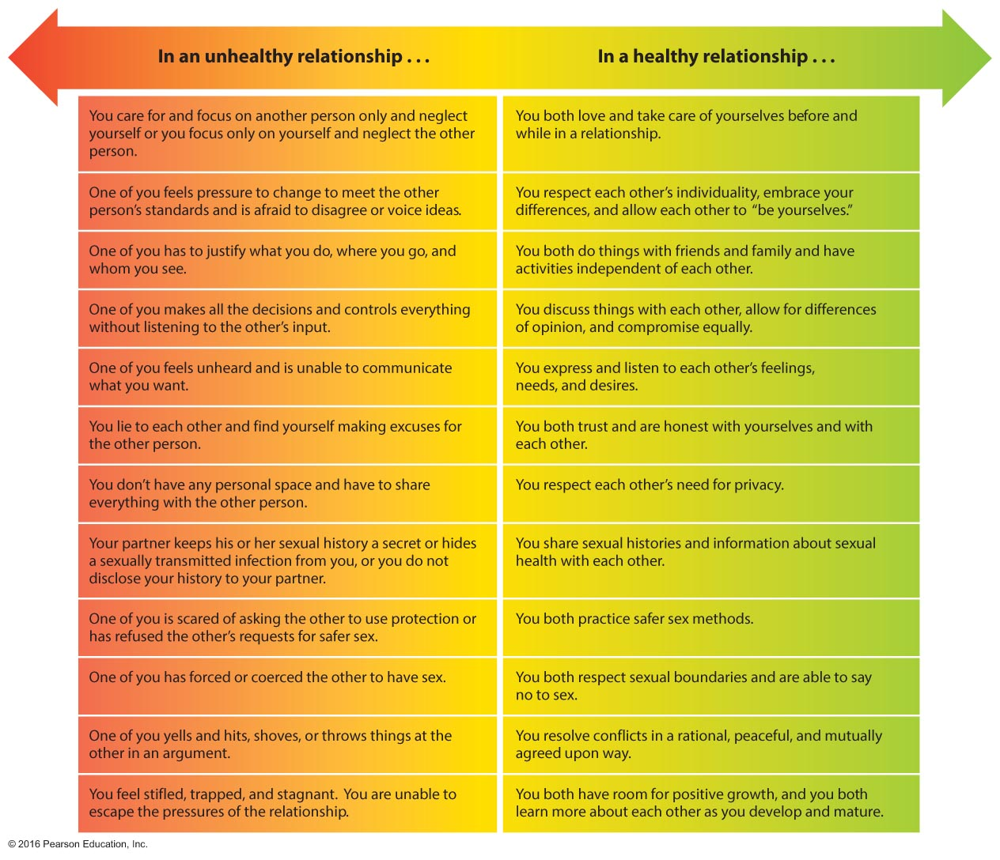 In an unhealthy relationship . . .
In a healthy relationship . . .
You care for and focus on another person only and neglect
yourself or you focus only on yourself and neglect the other
person.
You both love and take care of yourselves before and
while in a relationship.
One of you feels pressure to change to meet the other
person’s standards and is afraid to disagree or voice ideas.
You respect each other’s individuality, embrace your
differences, and allow each other to “be yourselves.”
One of you has to justify what you do, where you go, and
whom you see.
You both do things with friends and family and have
activities independent of each other.
One of you makes all the decisions and controls everything
without listening to the other’s input.
You discuss things with each other, allow for differences
of opinion, and compromise equally.
One of you feels unheard and is unable to communicate
what you want.
You express and listen to each other’s feelings,
needs, and desires.
You lie to each other and find yourself making excuses for
the other person.
You both trust and are honest with yourselves and with
each other.
You don’t have any personal space and have to share
everything with the other person.
You respect each other’s need for privacy.
Your partner keeps his or her sexual history a secret or hides
a sexually transmitted infection from you, or you do not
disclose your history to your partner.
You share sexual histories and information about sexual
health with each other.
One of you is scared of asking the other to use protection or
has refused the other’s requests for safer sex.
You both practice safer sex methods.
One of you has forced or coerced the other to have sex.
You both respect sexual boundaries and are able to say
no to sex.
One of you yells and hits, shoves, or throws things at the
other in an argument.
You resolve conflicts in a rational, peaceful, and mutually
agreed upon way.
You feel stifled, trapped, and stagnant. You are unable to
escape the pressures of the relationship.
You both have room for positive growth, and you both
learn more about each other as you develop and mature.
© 2016 Pearson Education, Inc.